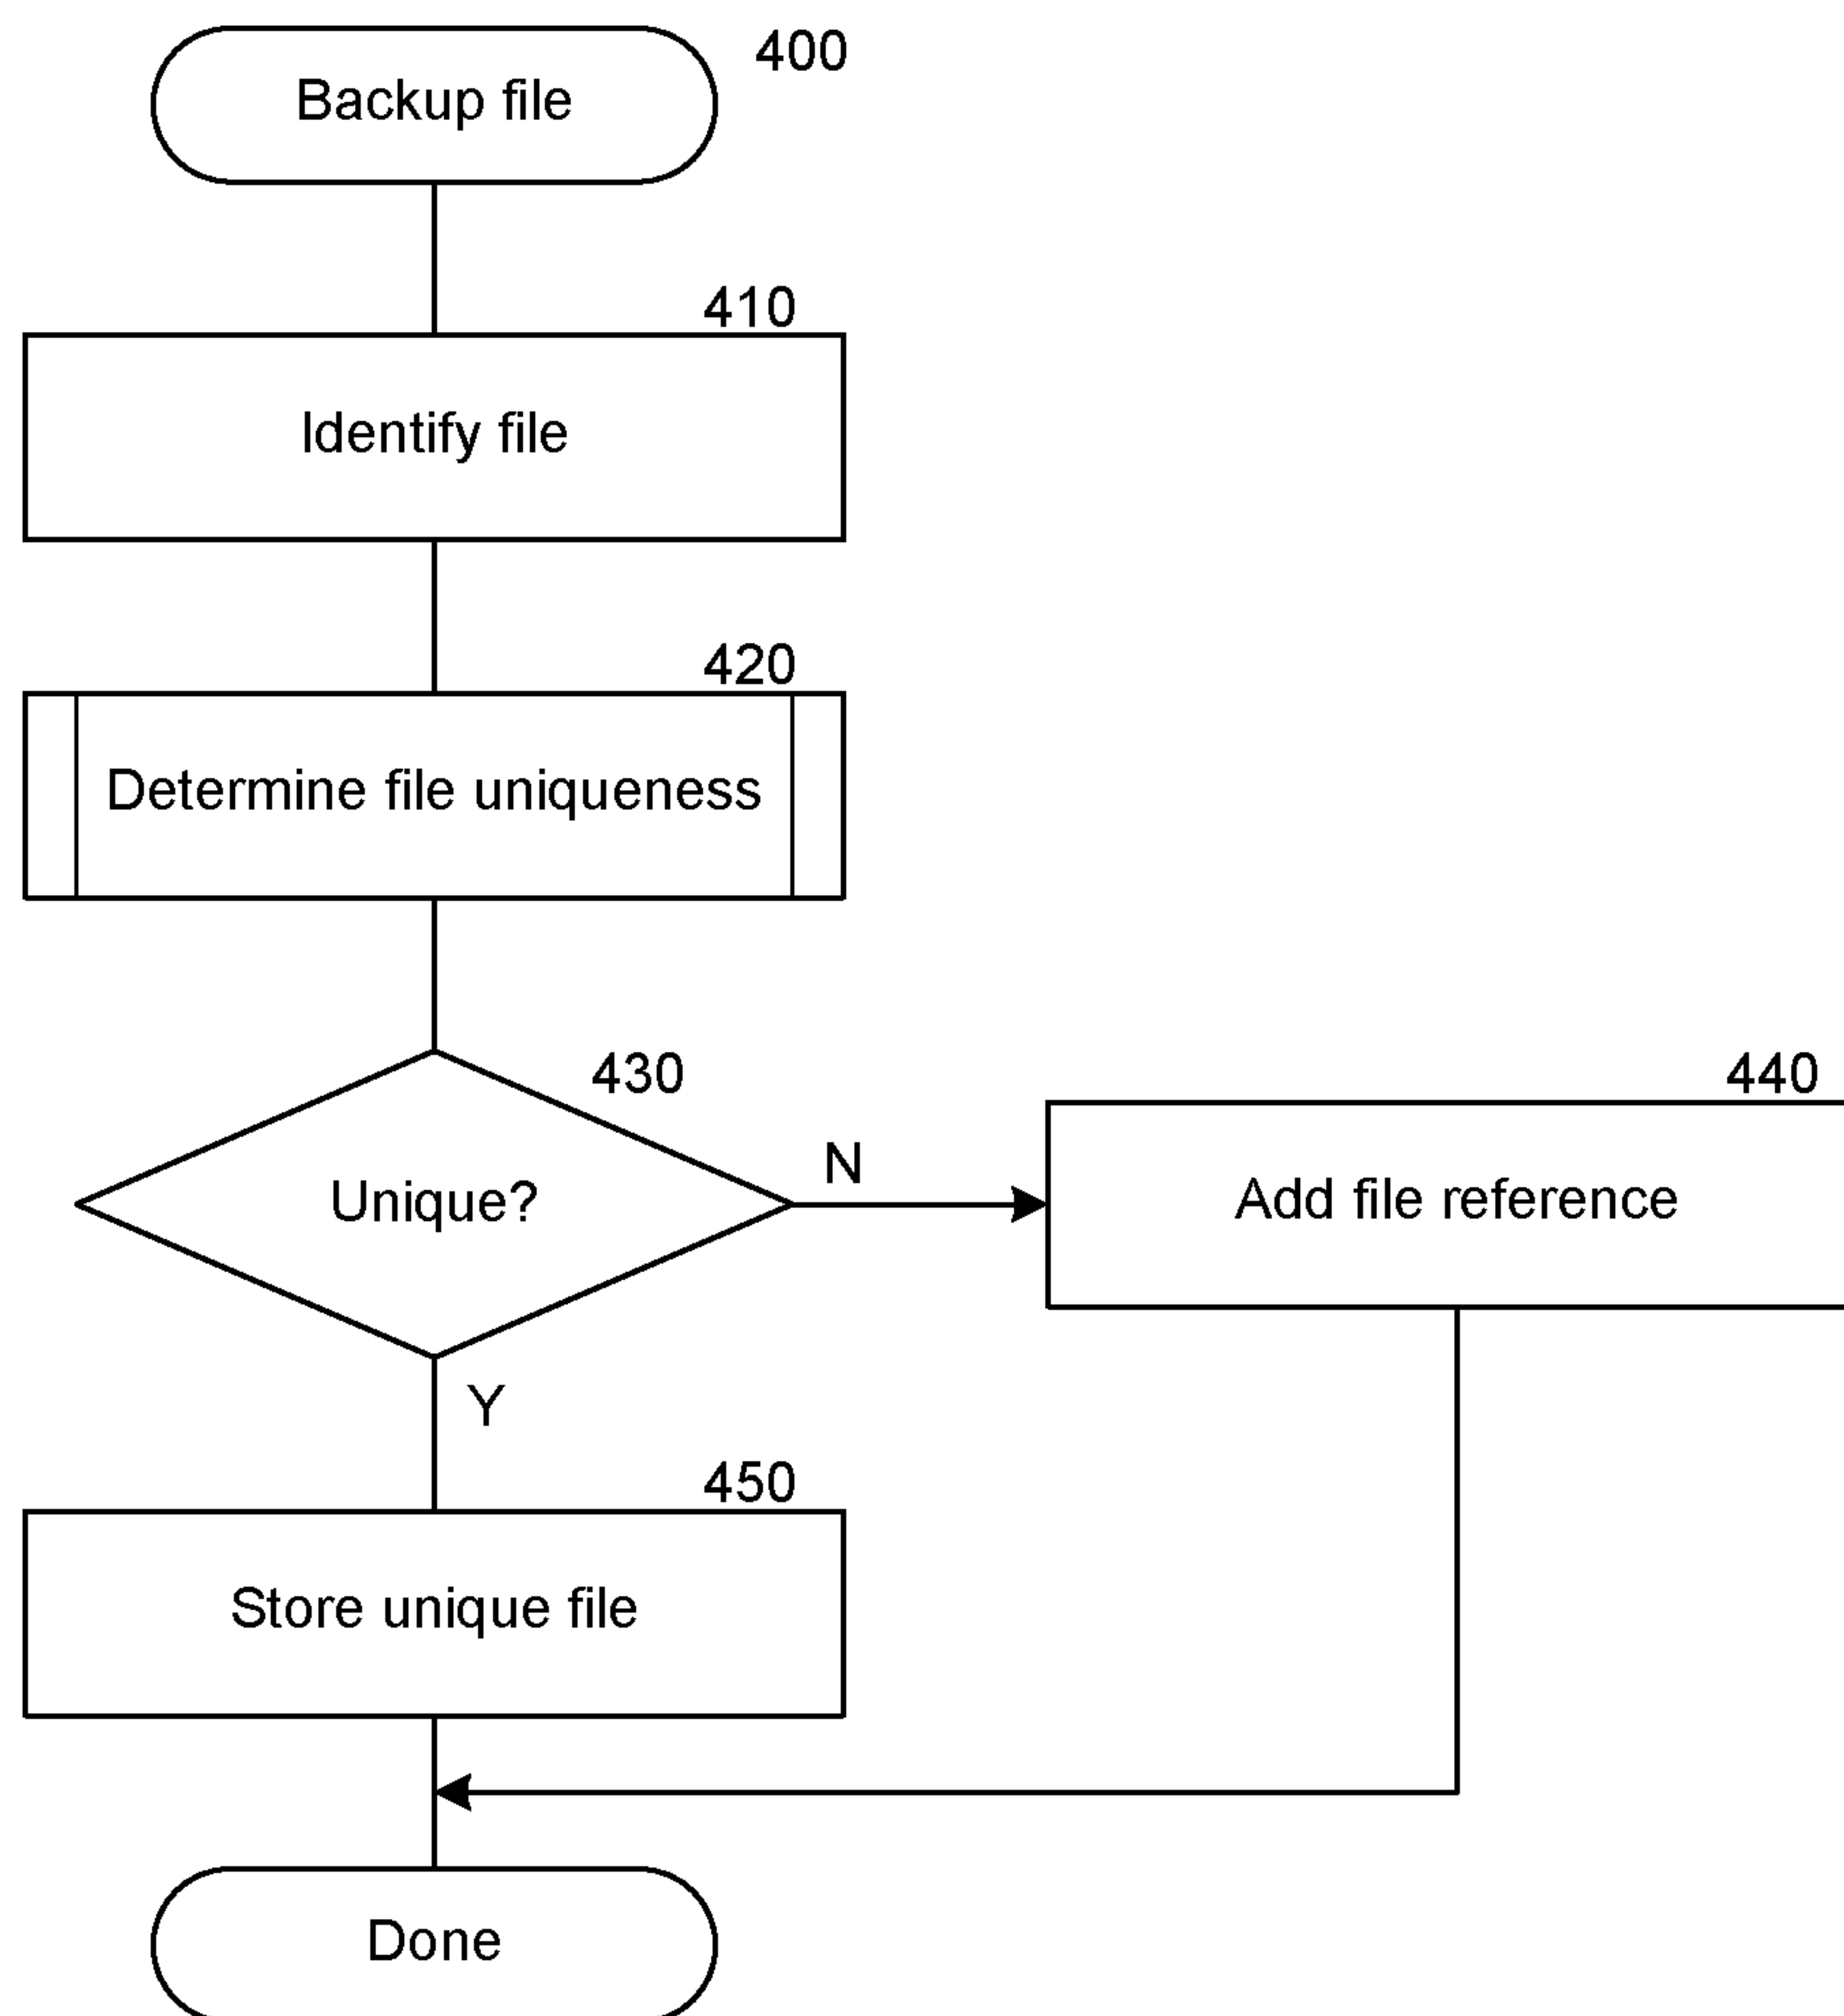 400
Backup file
410
Identify file
420
Determine file uniqueness
430
Unique?
N
440
Add file reference
Y
450
Store unique file
Done